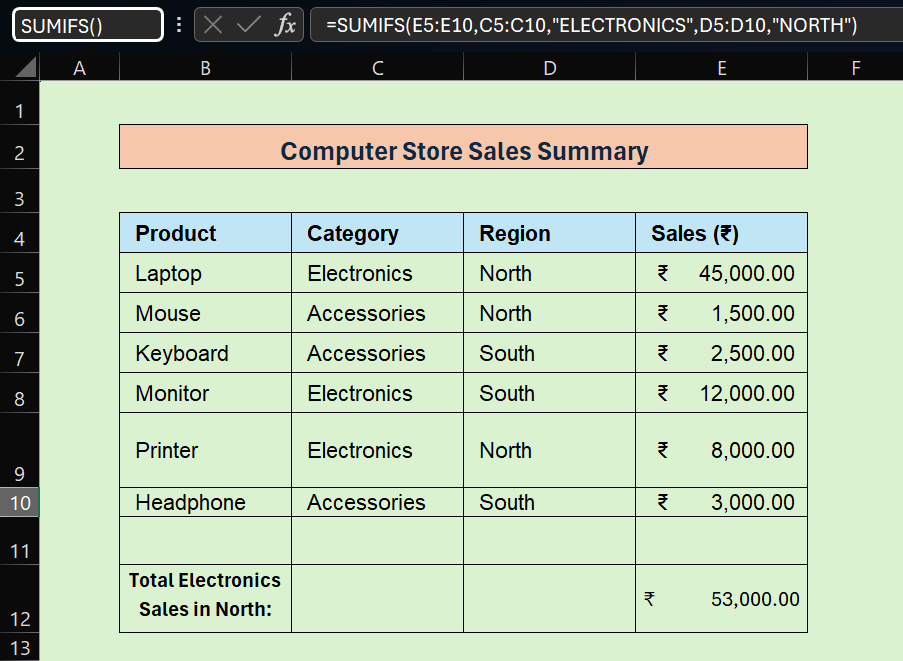 SUMIFS() fx =SUMIFS(E5:E10,C5:C10,"ELECTRONICS",D5:D10,"NORTH")
A B C D E F
1
2 Computer Store Sales Summary
3
4 Product Category Region Sales (₹)
5 Laptop Electronics North ₹ 45,000.00
6 Mouse Accessories North ₹ 1,500.00
7 Keyboard Accessories South ₹ 2,500.00
8 Monitor Electronics South ₹ 12,000.00
9 Printer Electronics North ₹ 8,000.00
10 Headphone Accessories South ₹ 3,000.00
11
Total Electronics
12 Sales in North: ₹ 53,000.00
13